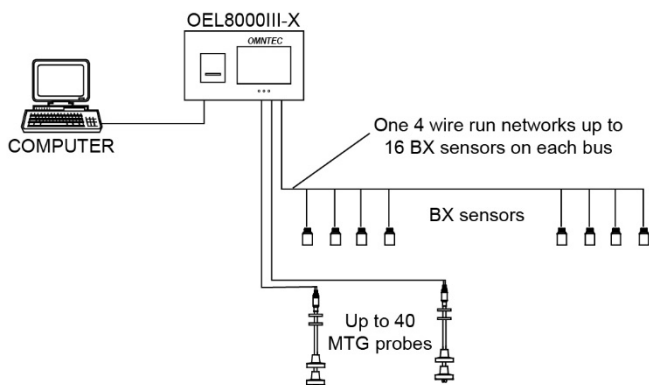 OEL8000III-X
OMNTEC
COMPUTER
One 4 wire run networks up to
16 BX sensors on each bus
BX sensors
Up to 40
MTG probes